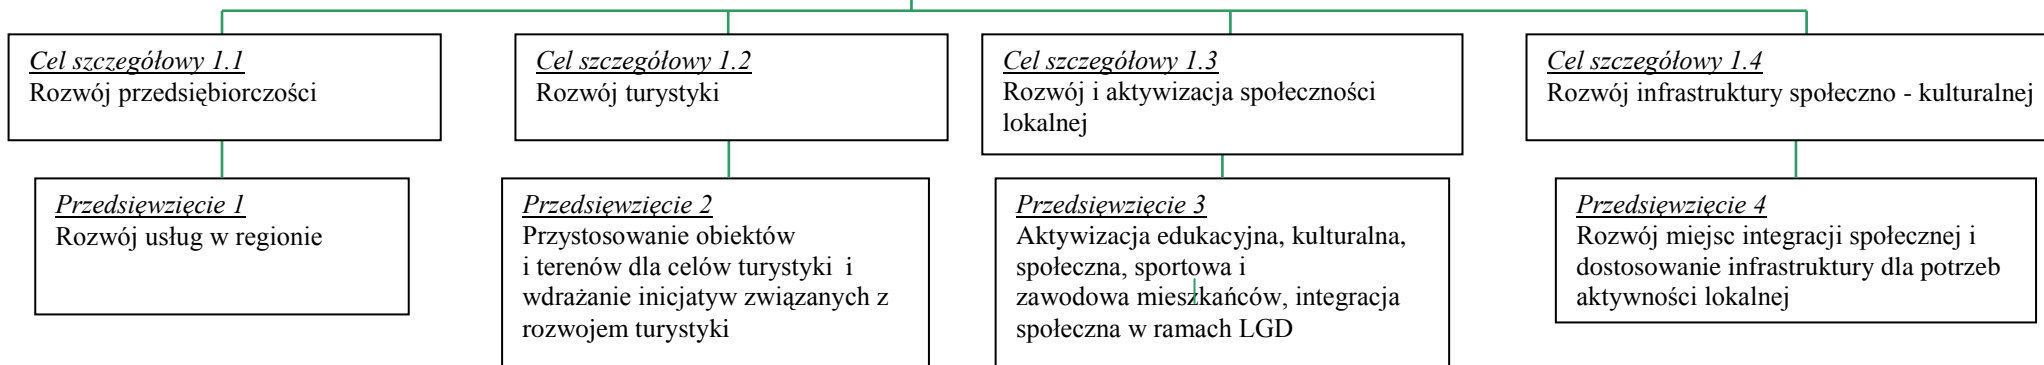 Cel szczegółowy 1.1
Rozwój przedsiębiorczości
Cel szczegółowy 1.2
Rozwój turystyki
Cel szczegółowy 1.3
Rozwój i aktywizacja społeczności
lokalnej
Cel szczegółowy 1.4
Rozwój infrastruktury społeczno - kulturalnej
Przedsięwzięcie 1
Rozwój usług w regionie
Przedsięwzięcie 2
Przystosowanie obiektów
i terenów dla celów turystyki i
wdrażanie inicjatyw związanych z
rozwojem turystyki
Przedsięwzięcie 3
Aktywizacja edukacyjna, kulturalna,
społeczna, sportowa i
zawodowa mieszkańców, integracja
społeczna w ramach LGD
Przedsięwzięcie 4
Rozwój miejsc integracji społecznej i
dostosowanie infrastruktury dla potrzeb
aktywności lokalnej